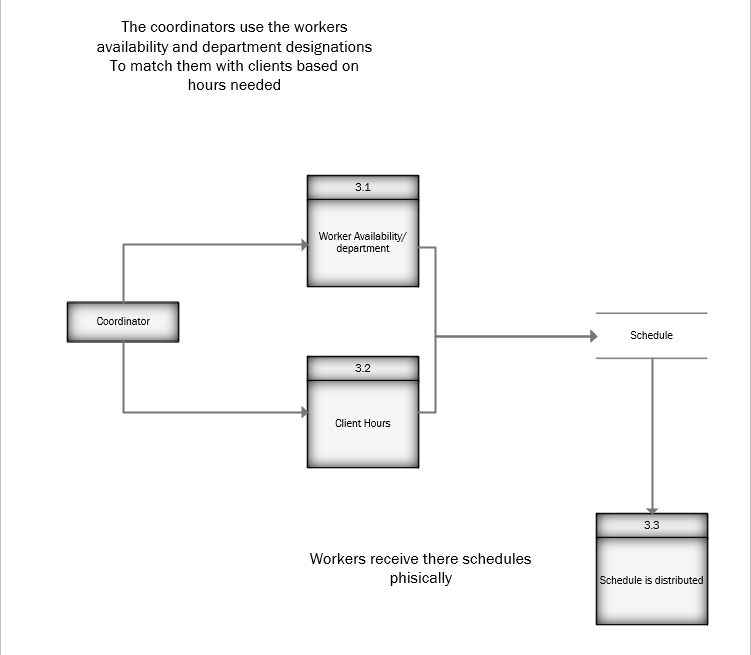 The coordinators use the workers
availability and department designations
To match them with clients based on
hours needed
3.1
Worker Availability/
department
Coordinator
Schedule
3.2
Client Hours
3.3
Schedule is distributed
Workers receive there schedules
phisically